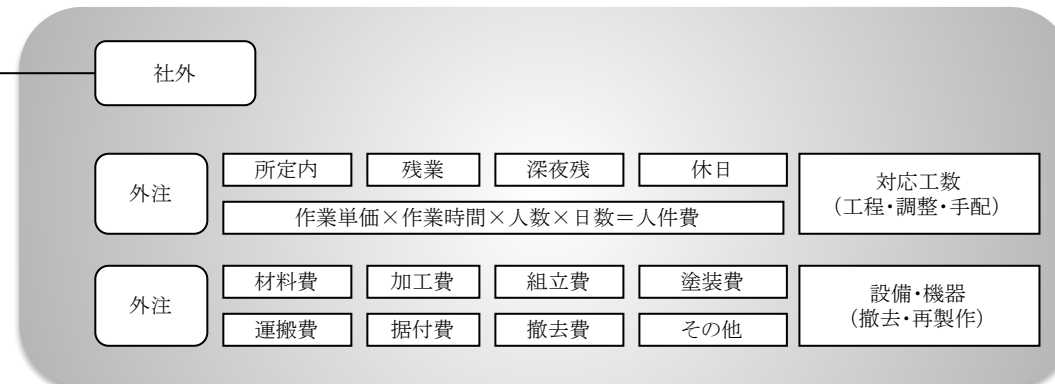 社外
外注
所定内
残業
深夜残
休日
作業単価×作業時間×人数×日数＝人件費
対応工数
（工程・調整・手配）
外注
材料費
加工費
組立費
塗装費
運搬費
据付費
撤去費
その他
設備・機器
（撤去・再製作）